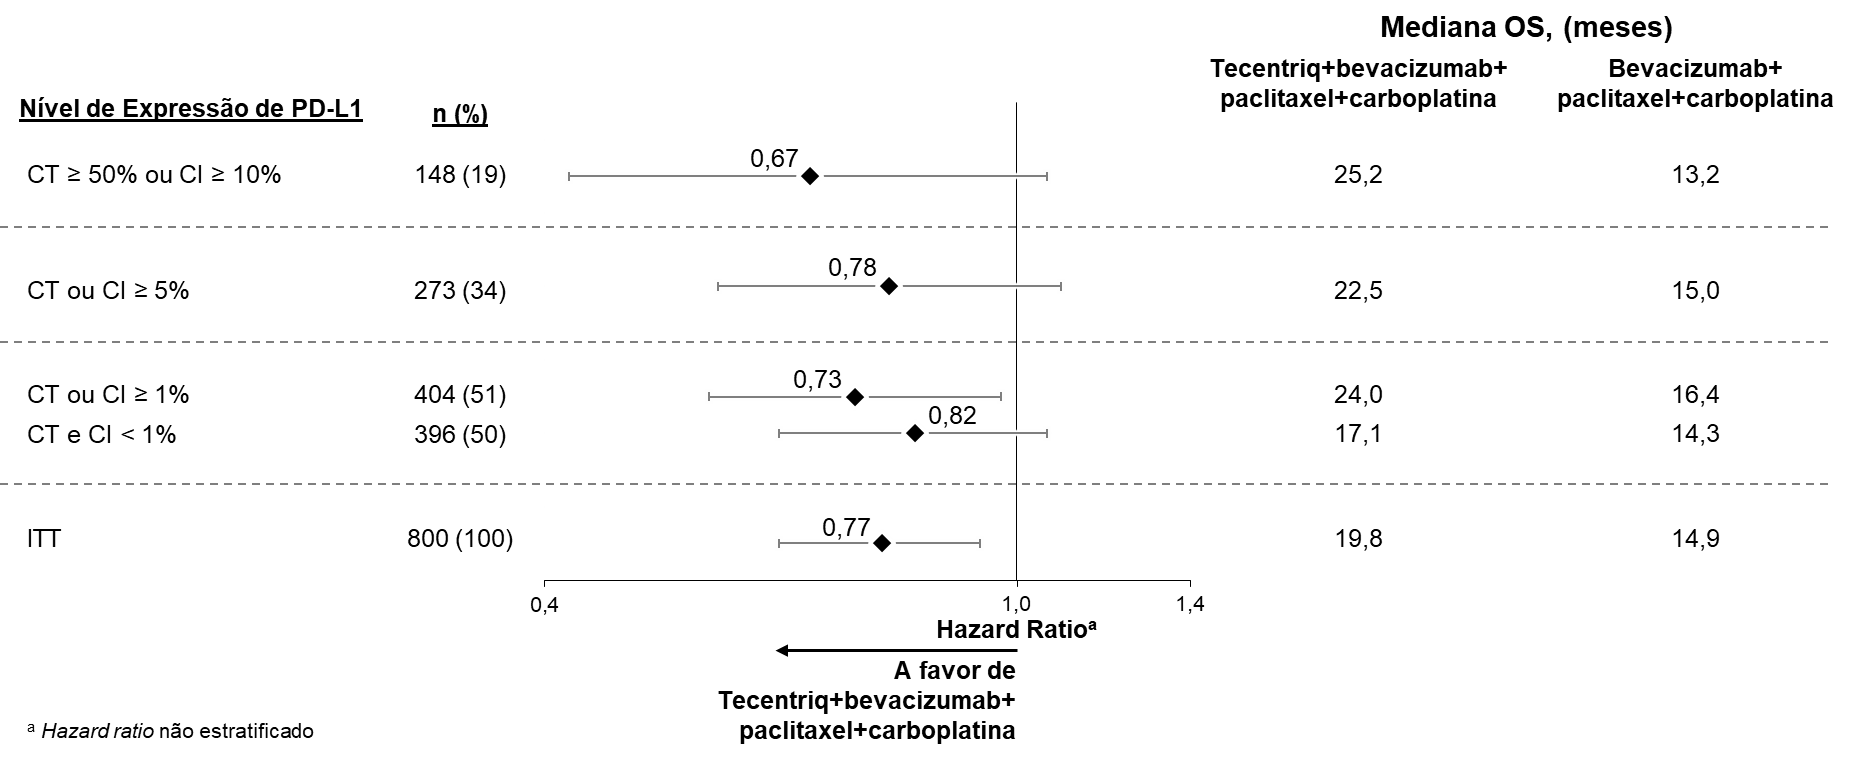 Mediana OS, (meses)
Tecentriq+bevacizumab+
paclitaxel+carboplatina
Bevacizumab+
paclitaxel+carboplatina
Nível de Expressão de PD-L1
n (%)
CT ≥ 50% ou CI ≥ 10% 148 (19) 0,67 25,2 13,2
CT ou CI ≥ 5% 273 (34) 0,78 22,5 15,0
CT ou CI ≥ 1% 404 (51) 0,73 24,0 16,4
CT e CI < 1% 396 (50) 0,82 17,1 14,3
ITT 800 (100) 0,77 19,8 14,9
0,4 1,0 1,4
Hazard Ratioᵃ
A favor de
Tecentriq+bevacizumab+
paclitaxel+carboplatina
ᵃ Hazard ratio não estratificado